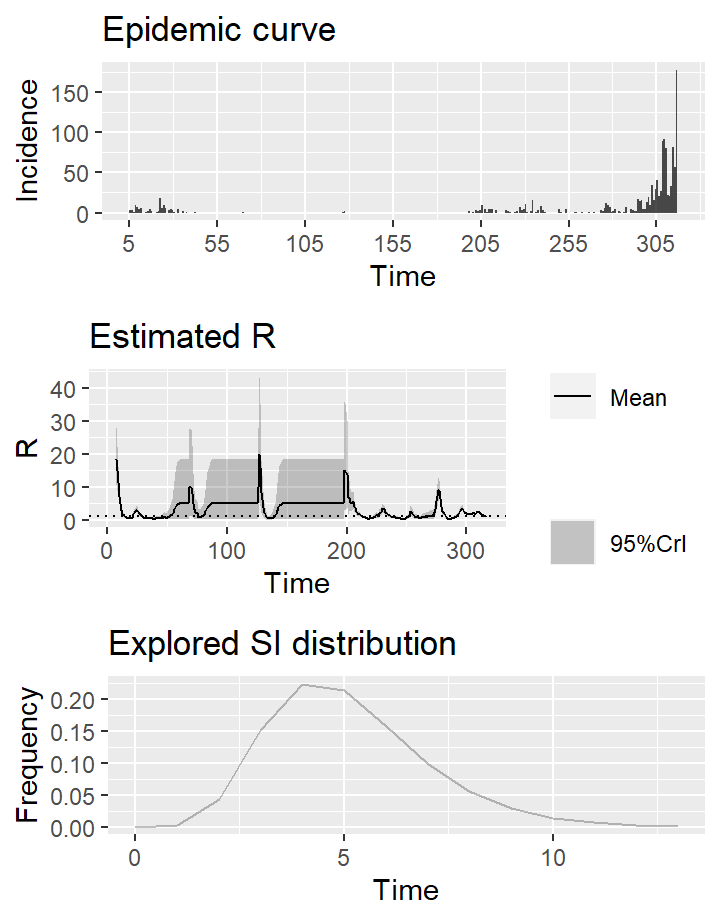 Epidemic curve
Incidence
150
100
50
0
5 55 105 155 205 255 305
Time
Estimated R
R
40
30
20
10
0
0 100 200 300
Time
Mean
95%CrI
Explored SI distribution
Frequency
0.20
0.15
0.10
0.05
0.00
0 5 10
Time